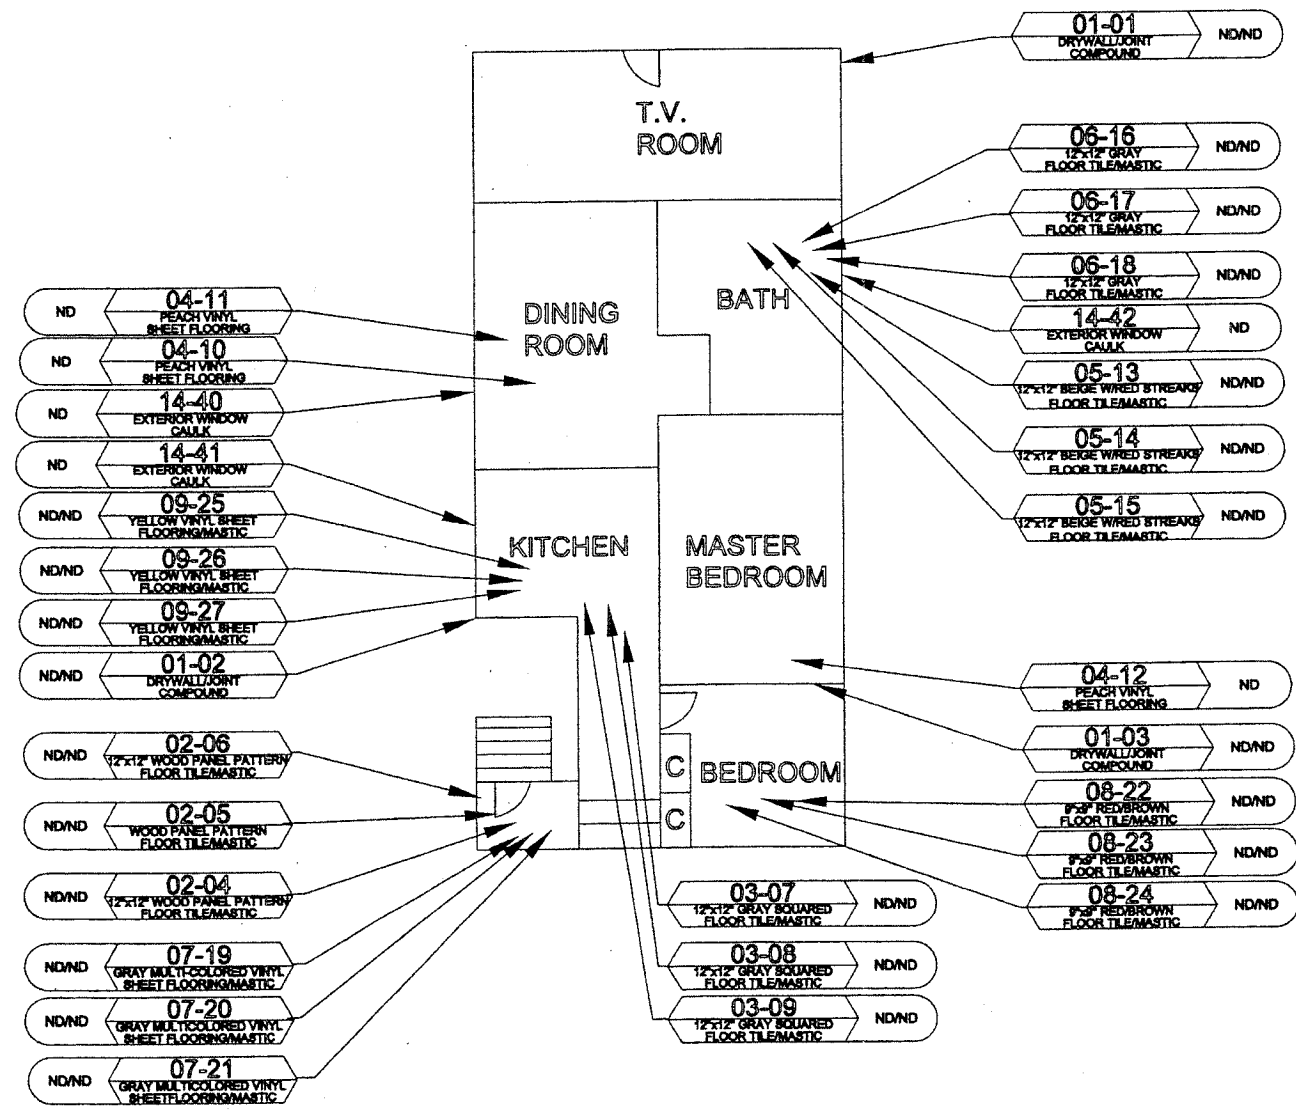 01-01
DRYWALL/JOINT
COMPOUND
ND/ND
T.V.
ROOM
06-16
12"x12" GRAY
FLOOR TILE/MASTIC
ND/ND
06-17
12"x12" GRAY
FLOOR TILE/MASTIC
ND/ND
06-18
12"x12" GRAY
FLOOR TILE/MASTIC
ND/ND
14-42
EXTERIOR WINDOW
CAULK
ND
05-13
12"x12" BEIGE W/RED STREAKS
FLOOR TILE/MASTIC
ND/ND
05-14
12"x12" BEIGE W/RED STREAKS
FLOOR TILE/MASTIC
ND/ND
05-15
12"x12" BEIGE W/RED STREAKS
FLOOR TILE/MASTIC
ND/ND
BATH
DINING
ROOM
ND
04-11
PEACH VINYL
SHEET FLOORING
ND
04-10
PEACH VINYL
SHEET FLOORING
ND
14-40
EXTERIOR WINDOW
CAULK
ND
14-41
EXTERIOR WINDOW
CAULK
ND/ND
09-25
YELLOW VINYL SHEET
FLOORING/MASTIC
ND/ND
09-26
YELLOW VINYL SHEET
FLOORING/MASTIC
ND/ND
09-27
YELLOW VINYL SHEET
FLOORING/MASTIC
ND/ND
01-02
DRYWALL/JOINT
COMPOUND
KITCHEN
MASTER
BEDROOM
04-12
PEACH VINYL
SHEET FLOORING
ND
01-03
DRYWALL/JOINT
COMPOUND
ND/ND
08-22
9"x9" RED/BROWN
FLOOR TILE/MASTIC
ND/ND
08-23
9"x9" RED/BROWN
FLOOR TILE/MASTIC
ND/ND
08-24
9"x9" RED/BROWN
FLOOR TILE/MASTIC
ND/ND
C
BEDROOM
C
ND/ND
02-06
12"x12" WOOD PANEL PATTERN
FLOOR TILE/MASTIC
ND/ND
02-05
WOOD PANEL PATTERN
FLOOR TILE/MASTIC
ND/ND
02-04
12"x12" WOOD PANEL PATTERN
FLOOR TILE/MASTIC
ND/ND
07-19
GRAY MULTI-COLORED VINYL
SHEET FLOORING/MASTIC
ND/ND
07-20
GRAY MULTICOLORED VINYL
SHEET FLOORING/MASTIC
ND/ND
07-21
GRAY MULTICOLORED VINYL
SHEETFLOORING/MASTIC
03-07
12"x12" GRAY SQUARED
FLOOR TILE/MASTIC
ND/ND
03-08
12"x12" GRAY SQUARED
FLOOR TILE/MASTIC
ND/ND
03-09
12"x12" GRAY SQUARED
FLOOR TILE/MASTIC
ND/ND